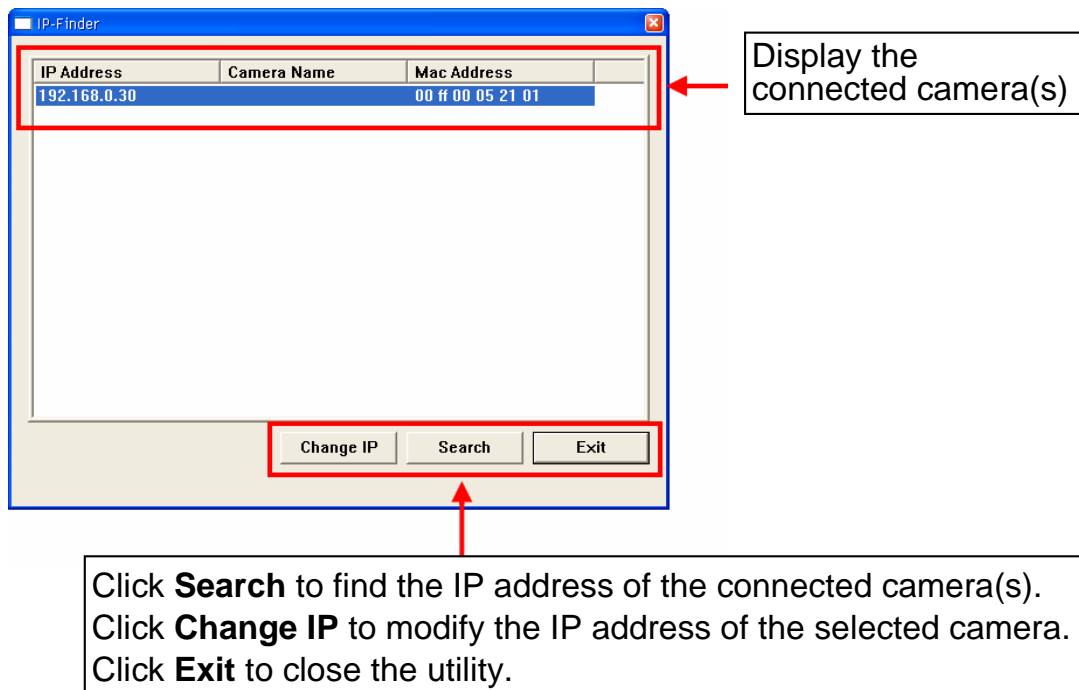 IP-Finder
IP Address Camera Name Mac Address
192.168.0.30 00 ff 00 05 21 01
Display the
connected camera(s)
Change IP Search Exit
Click Search to find the IP address of the connected camera(s).
Click Change IP to modify the IP address of the selected camera.
Click Exit to close the utility.